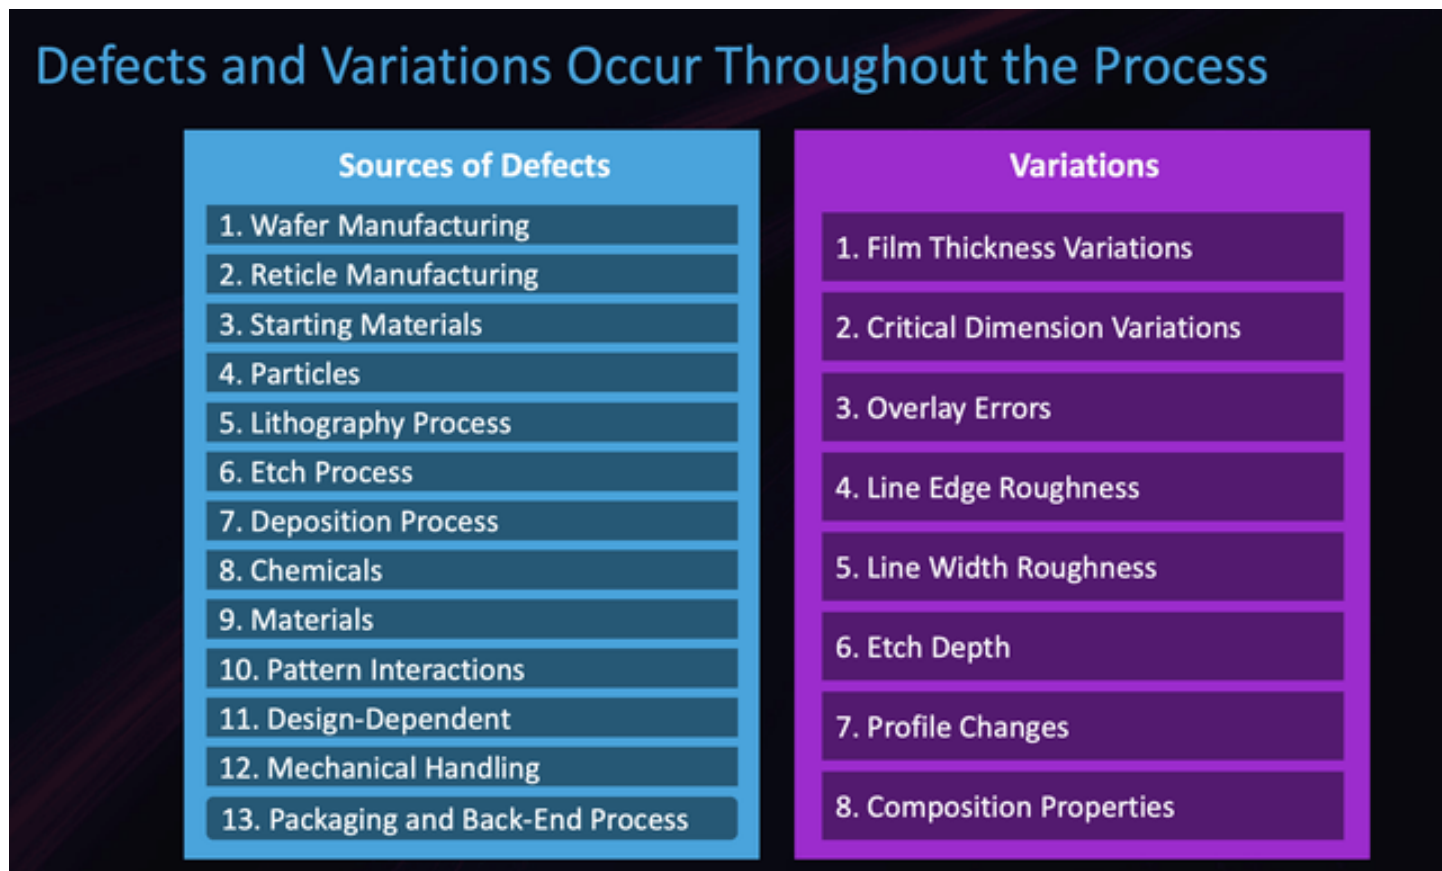 Defects and Variations Occur Throughout the Process
Sources of Defects
1. Wafer Manufacturing
2. Reticle Manufacturing
3. Starting Materials
4. Particles
5. Lithography Process
6. Etch Process
7. Deposition Process
8. Chemicals
9. Materials
10. Pattern Interactions
11. Design-Dependent
12. Mechanical Handling
13. Packaging and Back-End Process
Variations
1. Film Thickness Variations
2. Critical Dimension Variations
3. Overlay Errors
4. Line Edge Roughness
5. Line Width Roughness
6. Etch Depth
7. Profile Changes
8. Composition Properties